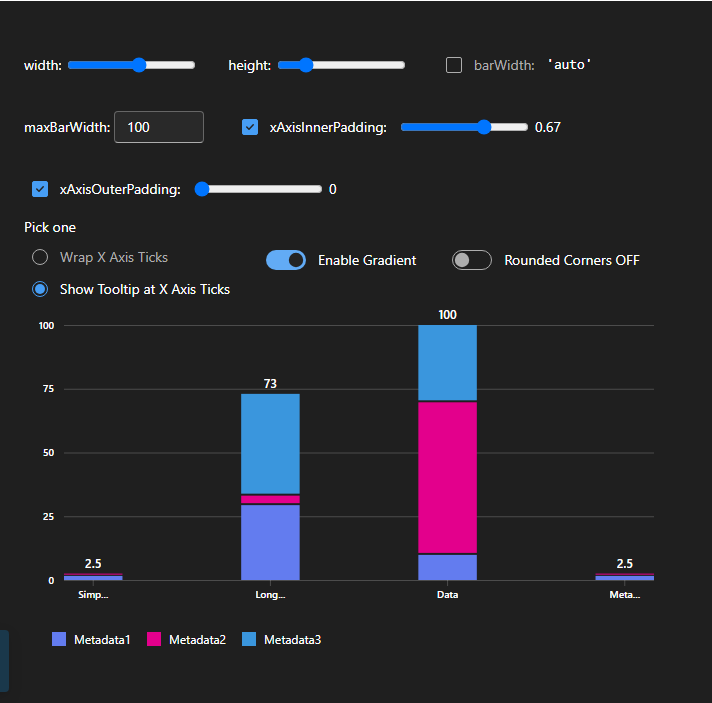 width: height: barWidth: 'auto'
maxBarWidth: 100 xAxisInnerPadding: 0.67
xAxisOuterPadding: 0
Pick one
Wrap X Axis Ticks
Enable Gradient Rounded Corners OFF
Show Tooltip at X Axis Ticks
100
100
75
73
50
25
2.5 2.5
0
Simp... Long... Data Meta...
Metadata1 Metadata2 Metadata3